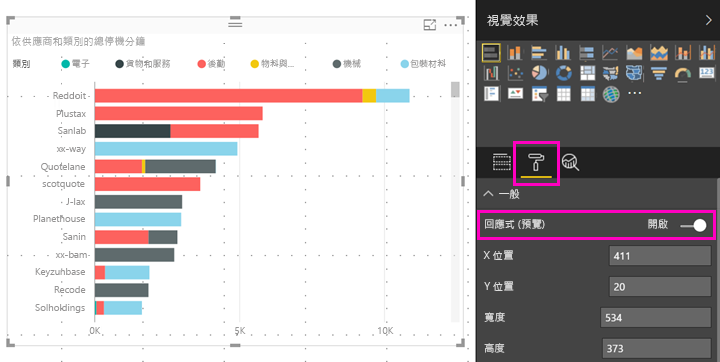 依供應商和類別的總停機分鐘
類別 電子 貨物和服務 後勤 物料與... 機械 包裝材料
Reddoit
Plustax
Sanlab
xx-way
Quotelane
scotquote
J-lax
Planethouse
Sanin
xx-bam
Keyzuhbase
Recode
Solholdings
0K 5K 10K
視覺效果
一般
回應式 (預覽) 開啟
X 位置 411
Y 位置 20
寬度 534
高度 373